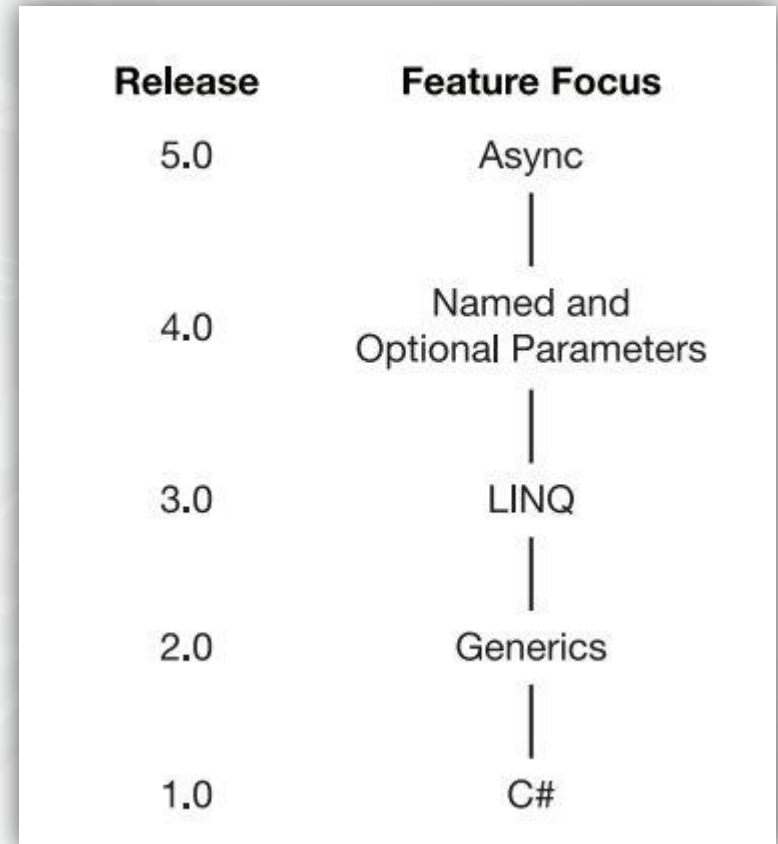 Release Feature Focus
5.0 Async
4.0 Named and
Optional Parameters
3.0 LINQ
2.0 Generics
1.0 C#